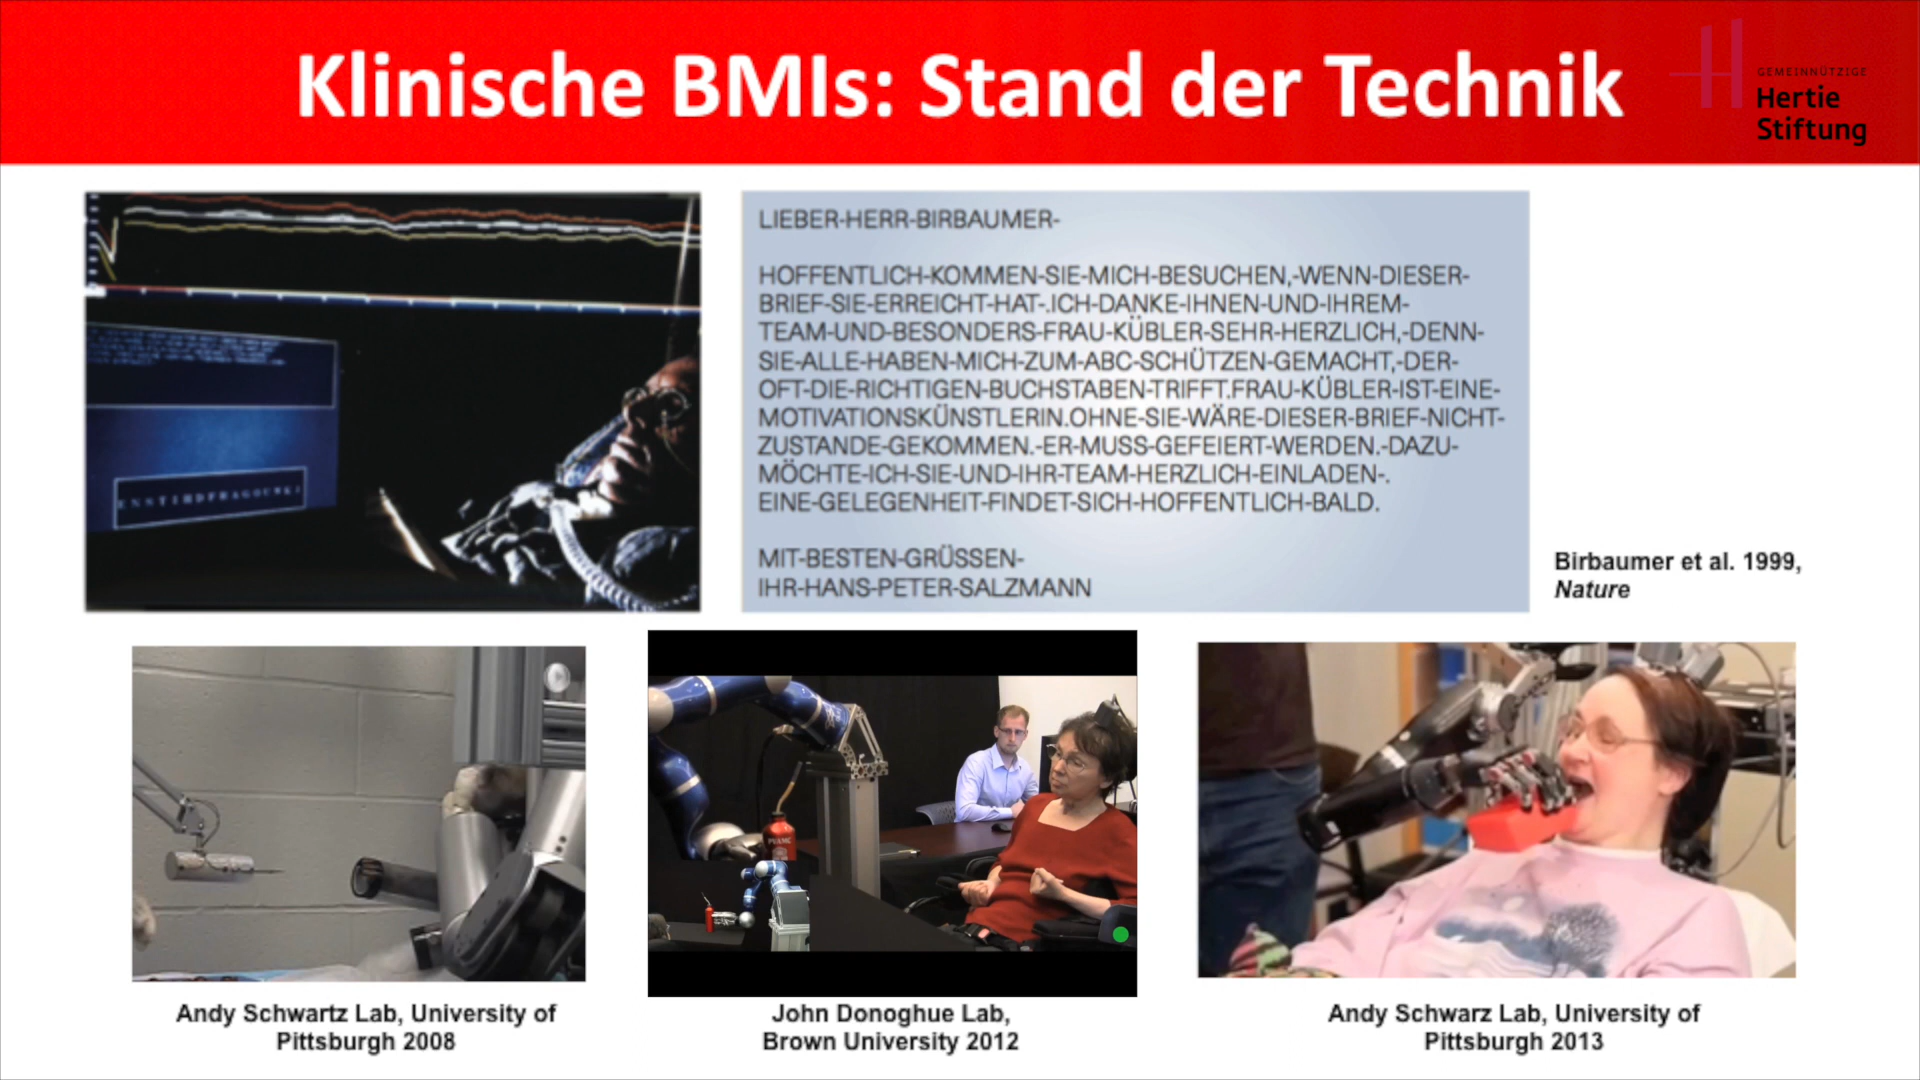 Klinische BMIs: Stand der Technik
GEMEINNÜTZIGE
Hertie
Stiftung
LIEBER-HERR-BIRBAUMER-
HOFFENTLICH-KOMMEN-SIE-MICH-BESUCHEN,-WENN-DIESER-
BRIEF-SIE-ERREICHT-HAT-.ICH-DANKE-IHNEN-UND-IHREM-
TEAM-UND-BESONDERS-FRAU-KÜBLER-SEHR-HERZLICH,-DENN-
SIE-ALLE-HABEN-MICH-ZUM-ABC-SCHÜTZEN-GEMACHT,-DER-
OFT-DIE-RICHTIGEN-BUCHSTABEN-TRIFFT.FRAU-KÜBLER-IST-EINE-
MOTIVATIONSKÜNSTLERIN.OHNE-SIE-WÄRE-DIESER-BRIEF-NICHT-
ZUSTANDE-GEKOMMEN.-ER-MUSS-GEFEIERT-WERDEN.-DAZU-
MÖCHTE-ICH-SIE-UND-IHR-TEAM-HERZLICH-EINLADEN-.
EINE-GELEGENHEIT-FINDET-SICH-HOFFENTLICH-BALD.
MIT-BESTEN-GRÜSSEN-
IHR-HANS-PETER-SALZMANN
Birbaumer et al. 1999,
Nature
Andy Schwartz Lab, University of
Pittsburgh 2008
John Donoghue Lab,
Brown University 2012
Andy Schwarz Lab, University of
Pittsburgh 2013